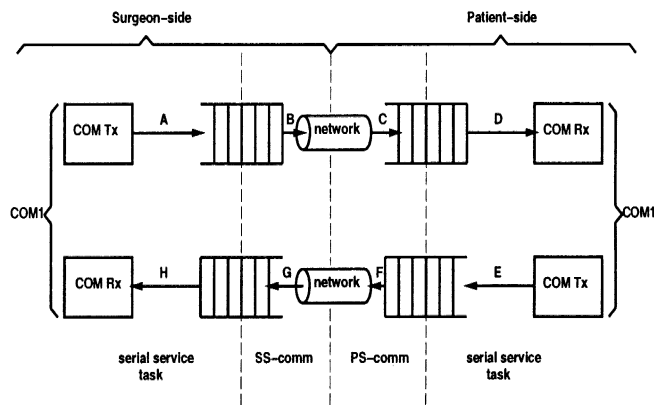 Surgeon-side Patient-side
A B C D
COM Tx network COM Rx
COM1 COM1
H G F E
COM Rx network COM Tx
serial service task SS-comm PS-comm serial service task